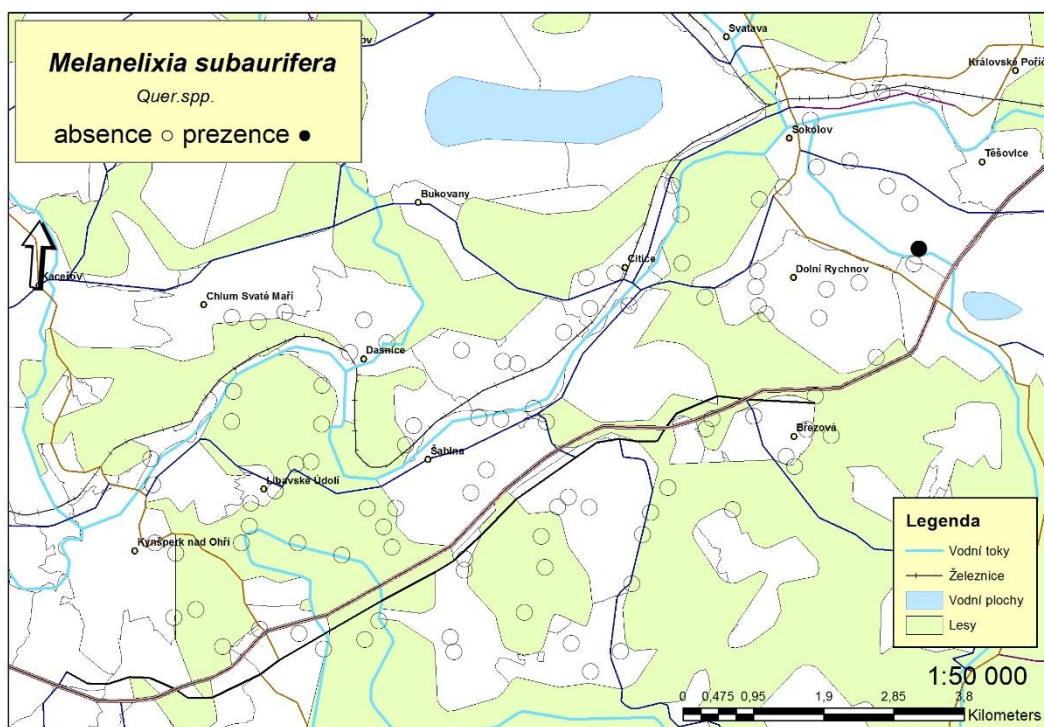 Melanelixia subaurifera
Quer.spp.
absence ○ prezence ●
Svatava
Královské Poříč
Sokolov
Těšovice
Bukovany
Citice
Dolní Rychnov
Kaceřov
Chlum Svaté Maří
Dasnice
Březová
Šabina
Libavské Údolí
Kynšperk nad Ohří
Legenda
Vodní toky
Železnice
Vodní plochy
Lesy
1:50 000
0 0,475 0,95 1,9 2,85 3,8
Kilometers